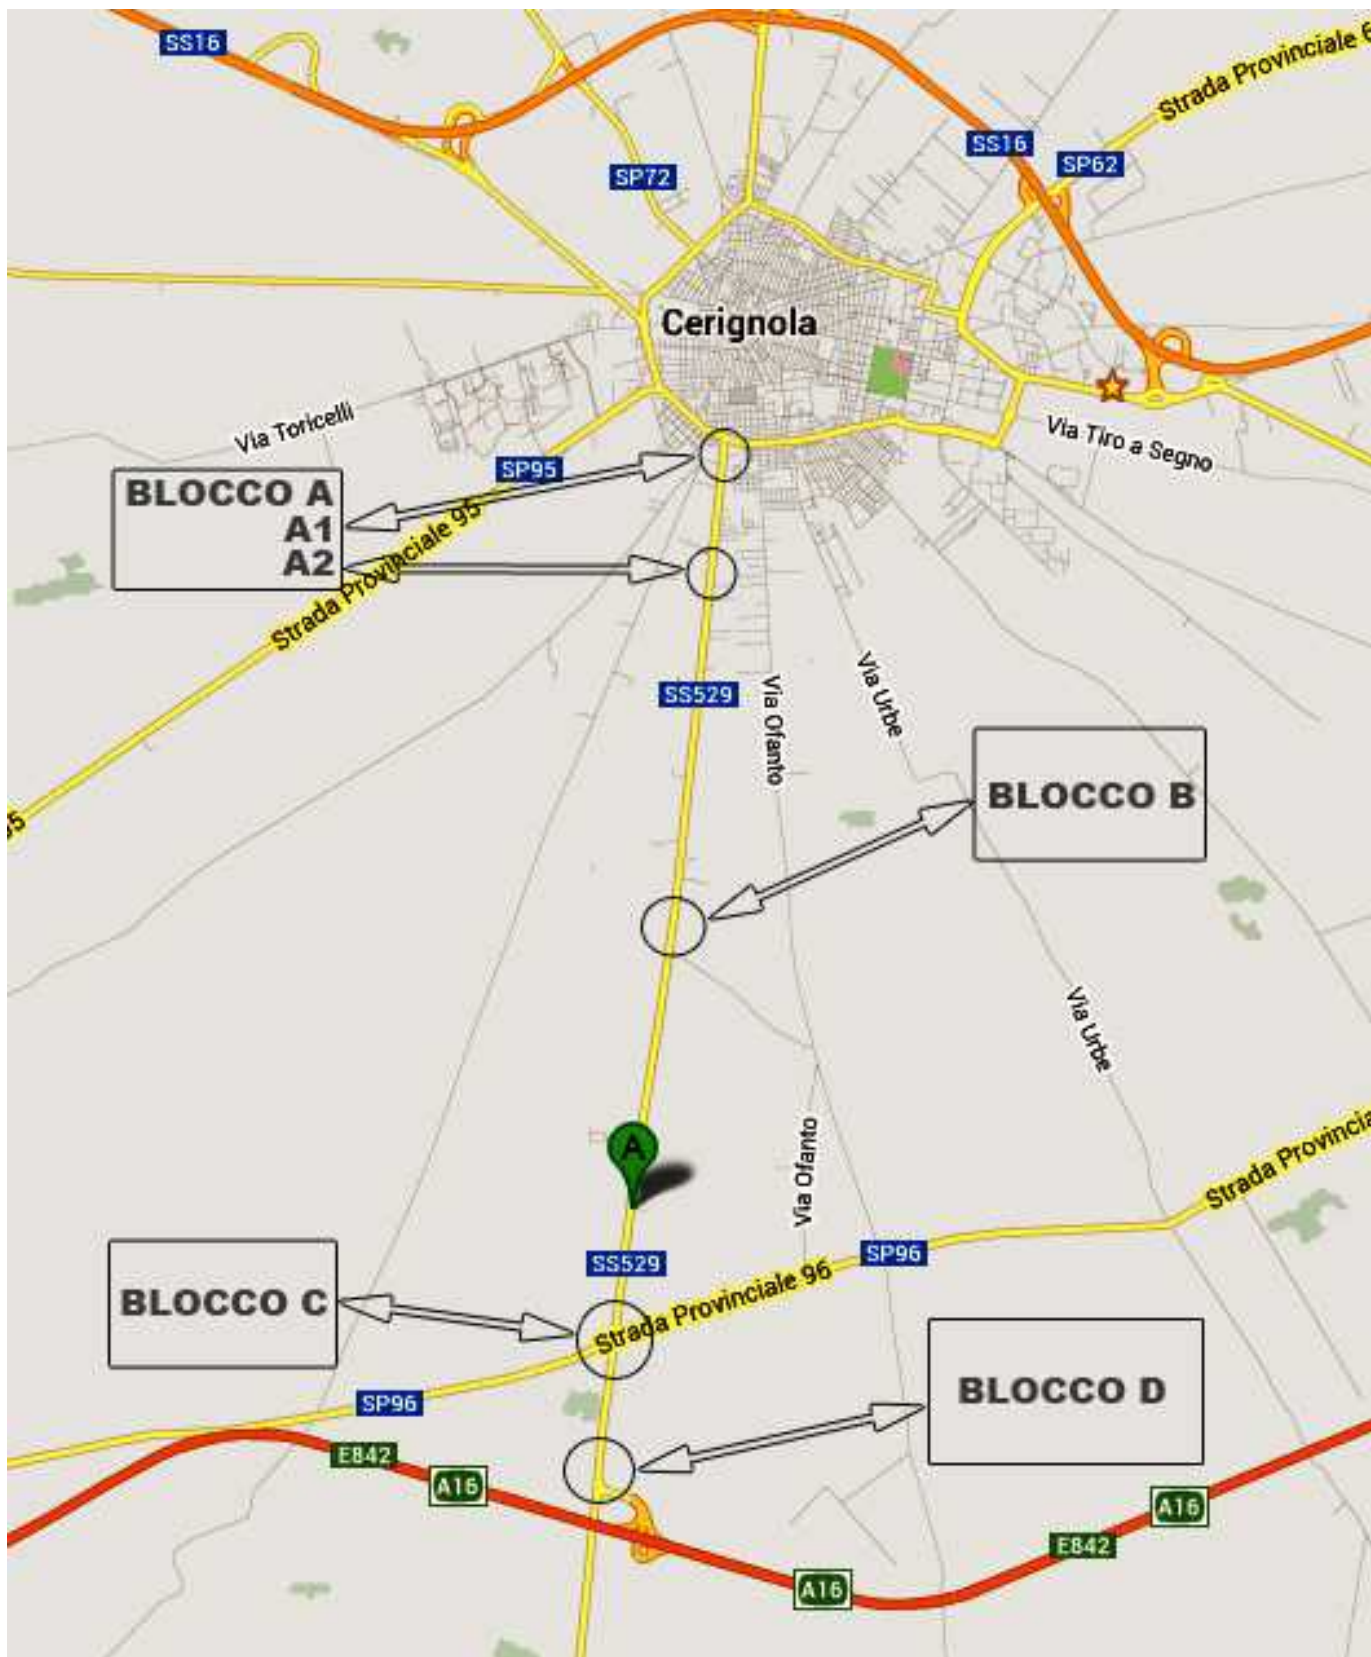 SS16
Strada Provinciale 6
SS16
SP62
SP72
Cerignola
Via Toricelli
Via Tiro a Segno
SP95
BLOCCO A
A1
A2
Strada Provinciale 95
SS529
Via Ofanto
Via Urbe
BLOCCO B
95
Via Urbe
A
Via Ofanto
Strada Provincia
SS529
SP96
BLOCCO C
Strada Provinciale 96
BLOCCO D
SP96
E842
A16
A16
E842
A16